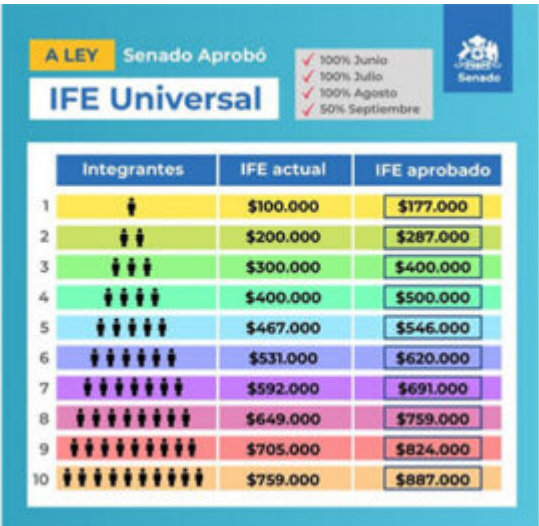 A LEY Senado Aprobó
IFE Universal
✓ 100% Junio
✓ 100% Julio
✓ 100% Agosto
✓ 50% Septiembre
Senado
Integrantes IFE actual IFE aprobado
1 $100.000 $177.000
2 $200.000 $287.000
3 $300.000 $400.000
4 $400.000 $500.000
5 $467.000 $546.000
6 $531.000 $620.000
7 $592.000 $691.000
8 $649.000 $759.000
9 $705.000 $824.000
10 $759.000 $887.000